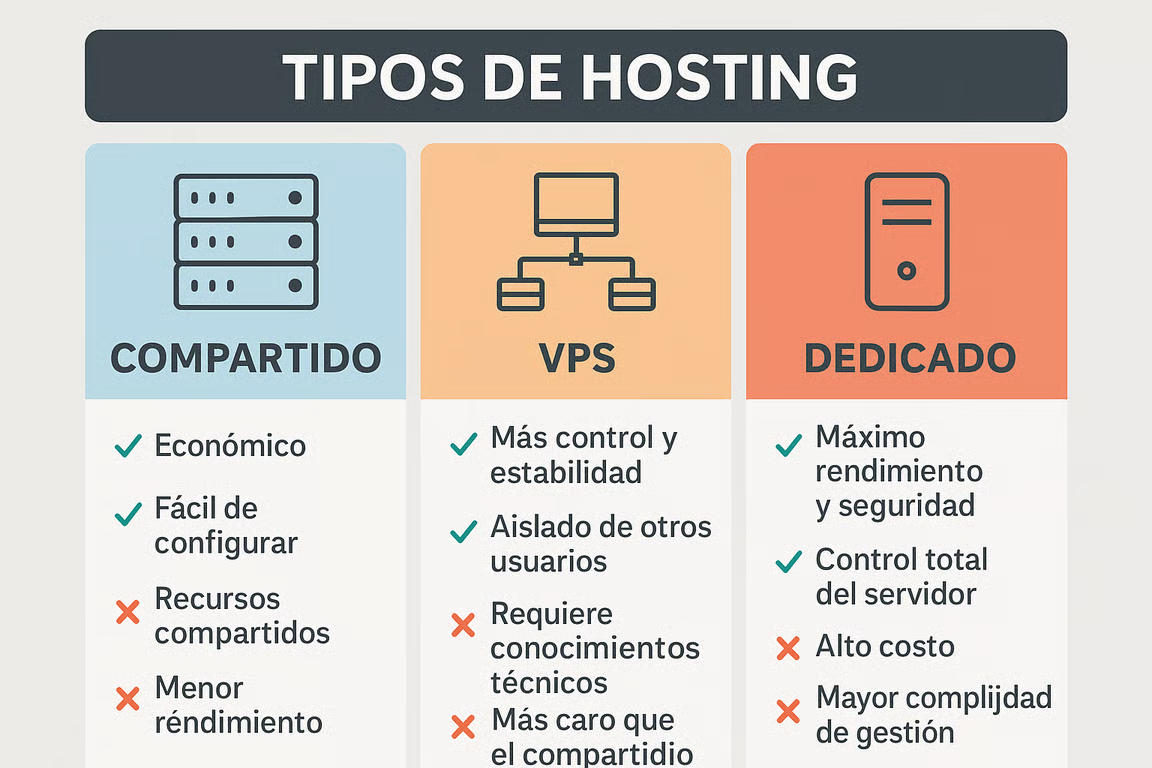 TIPOS DE HOSTING
COMPARTIDO
Económico
Fácil de
configurar
Recursos
compartidos
Menor
réndimiento
VPS
Más control y
estabilidad
Aislado de otros
usuarios
Requiere
conocimientos
técnicos
Más caro que
el compartidio
DEDICADO
Máximo
rendimiento
y seguridad
Control total
del servidor
Alto costo
Mayor complijdad
de gestión